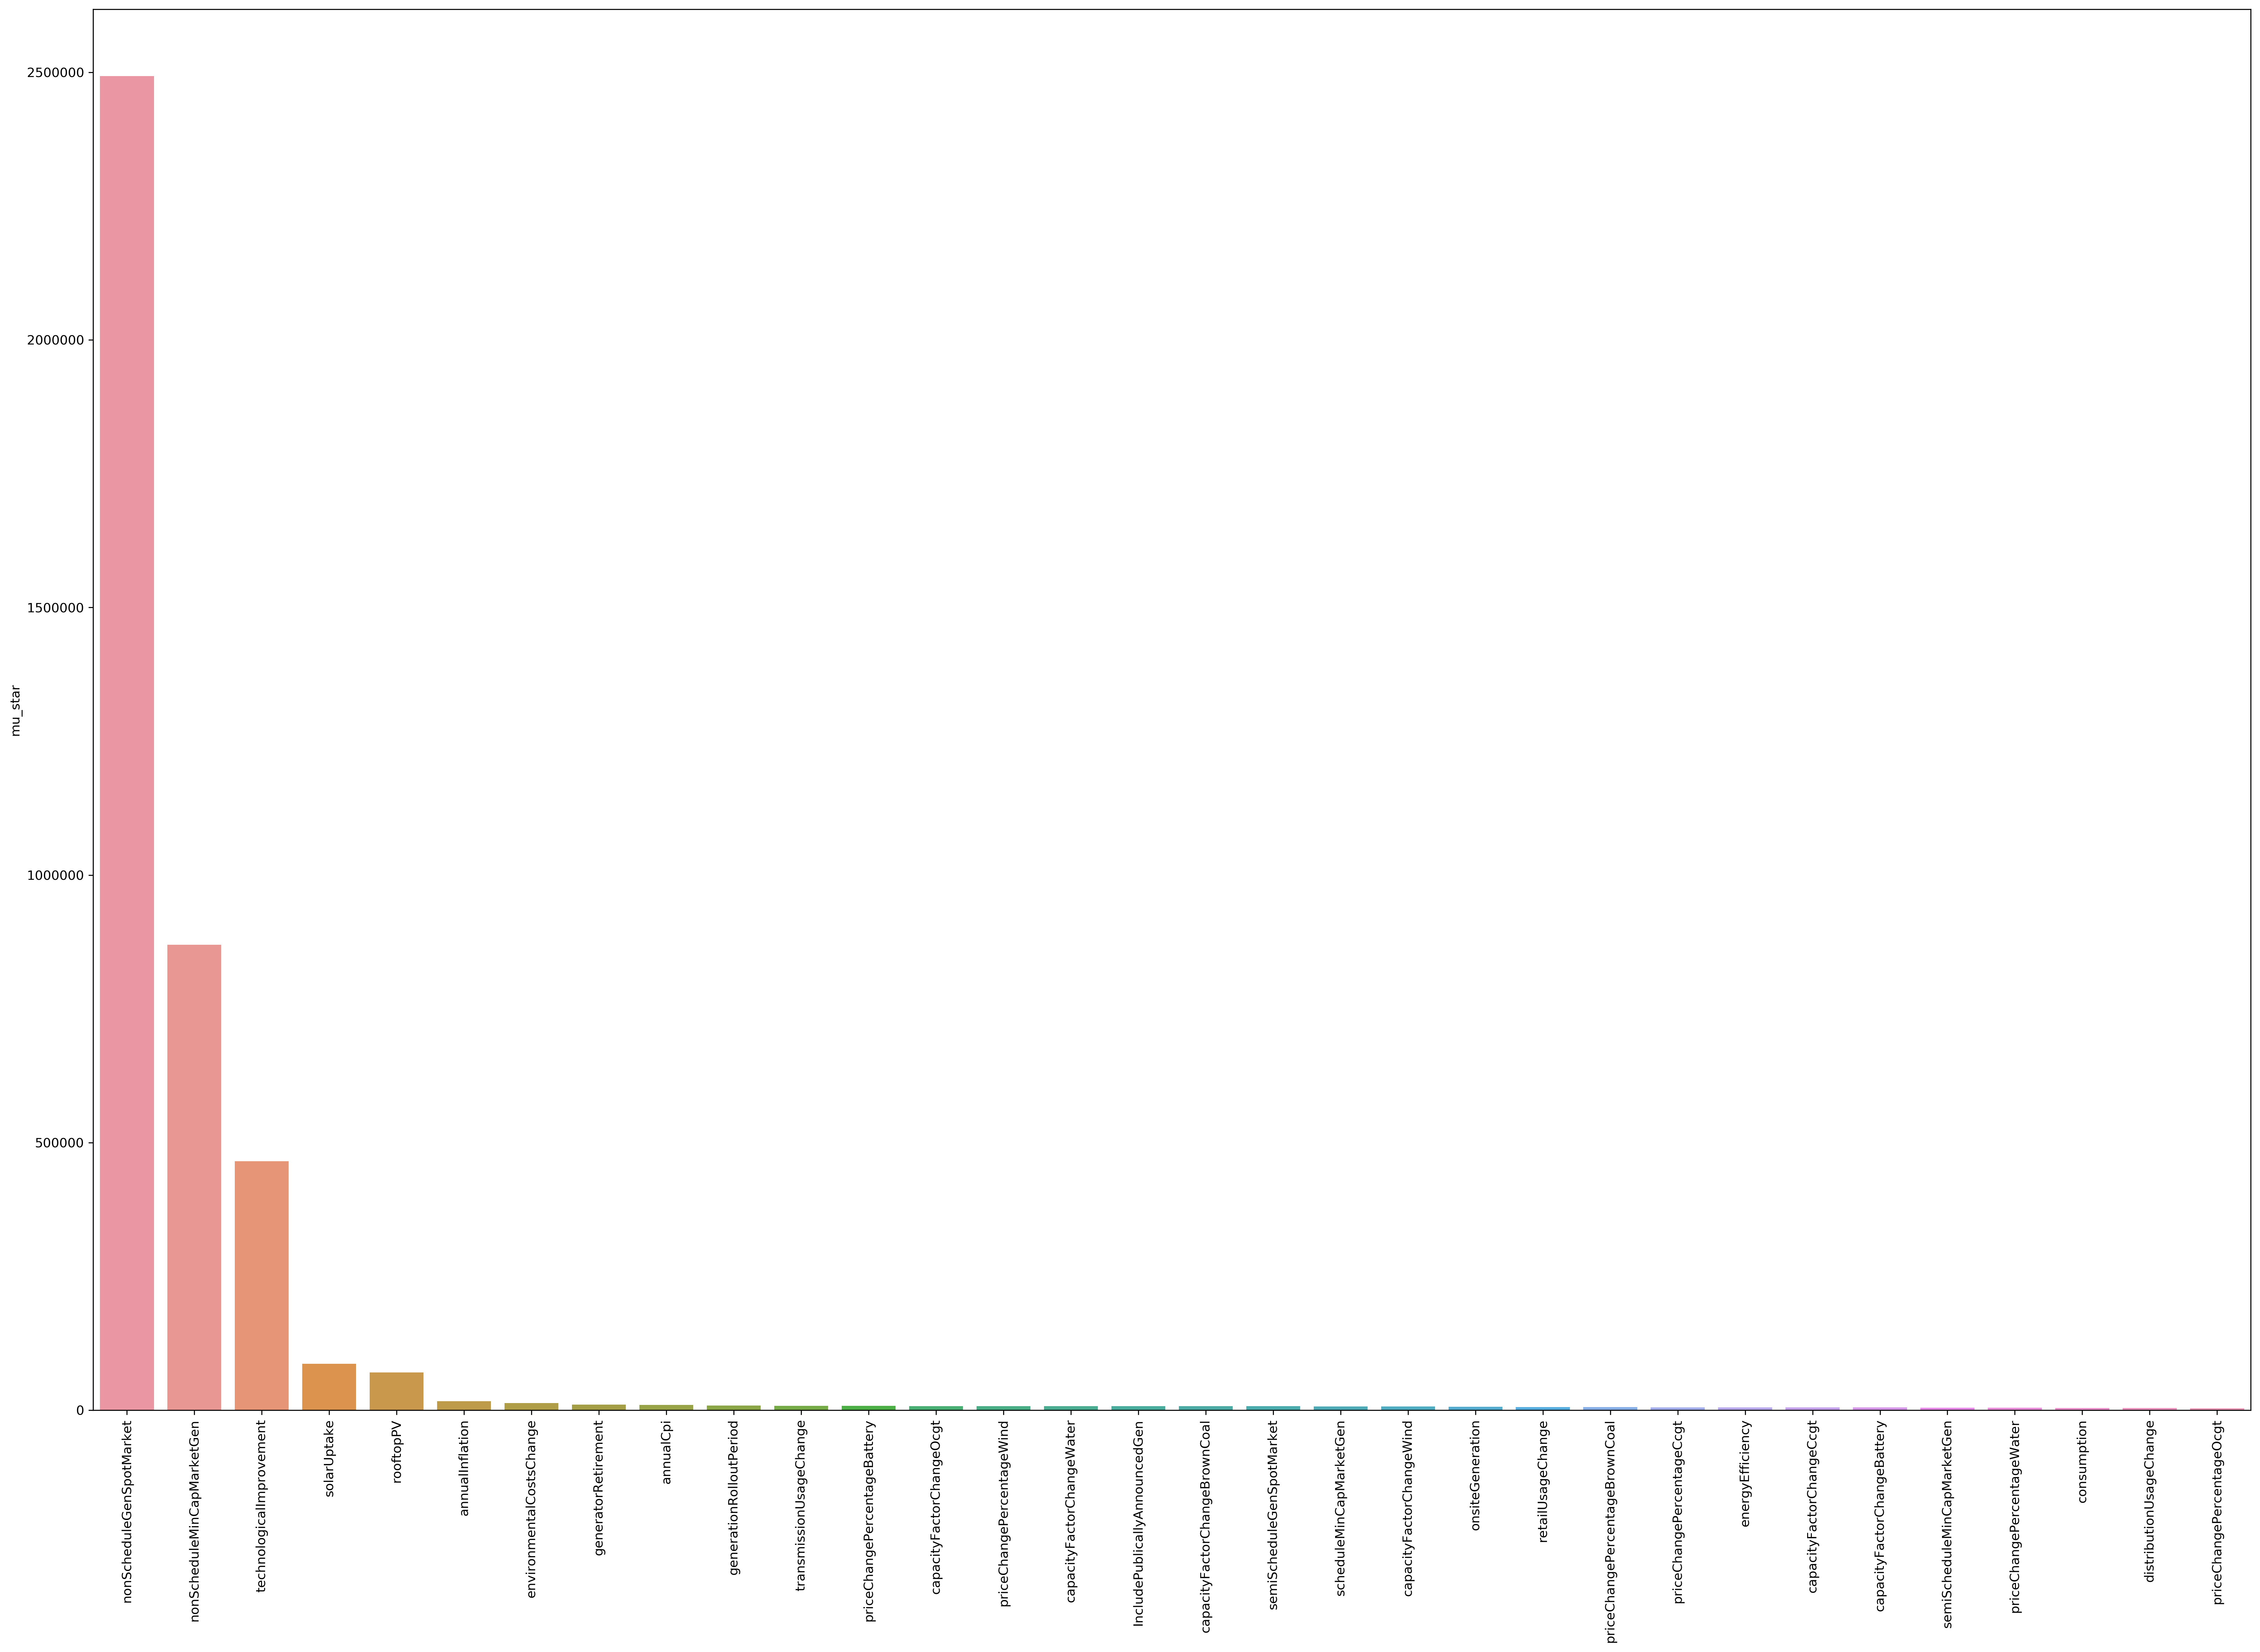 mu_star
2500000
2000000
1500000
1000000
500000
0
nonScheduleGenSpotMarket
nonScheduleMinCapMarketGen
technologicalImprovement
solarUptake
rooftopPV
annualInflation
environmentalCostsChange
generatorRetirement
annualCpi
generationRolloutPeriod
transmissionUsageChange
priceChangePercentageBattery
capacityFactorChangeOcgt
priceChangePercentageWind
capacityFactorChangeWater
IncludePublicallyAnnouncedGen
capacityFactorChangeBrownCoal
semiScheduleGenSpotMarket
scheduleMinCapMarketGen
capacityFactorChangeWind
onsiteGeneration
retailUsageChange
priceChangePercentageBrownCoal
priceChangePercentageCcgt
energyEfficiency
capacityFactorChangeCcgt
capacityFactorChangeBattery
semiScheduleMinCapMarketGen
priceChangePercentageWater
consumption
distributionUsageChange
priceChangePercentageOcgt